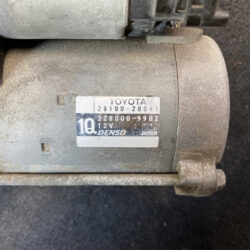 TOYOTA
28100-28041
228000-9902
12V
1Q DENSO JAPAN